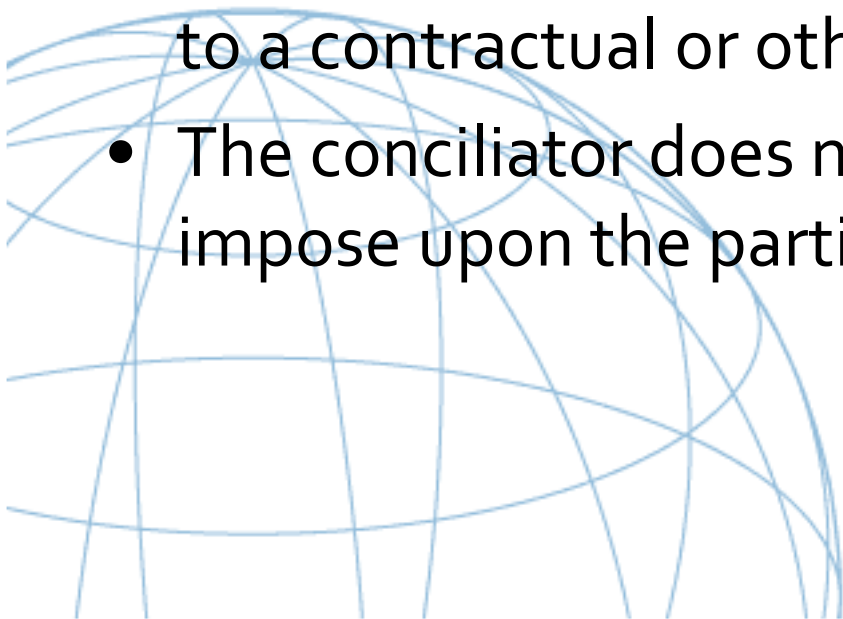 to a contractual or oth
• The conciliator does n
impose upon the parti